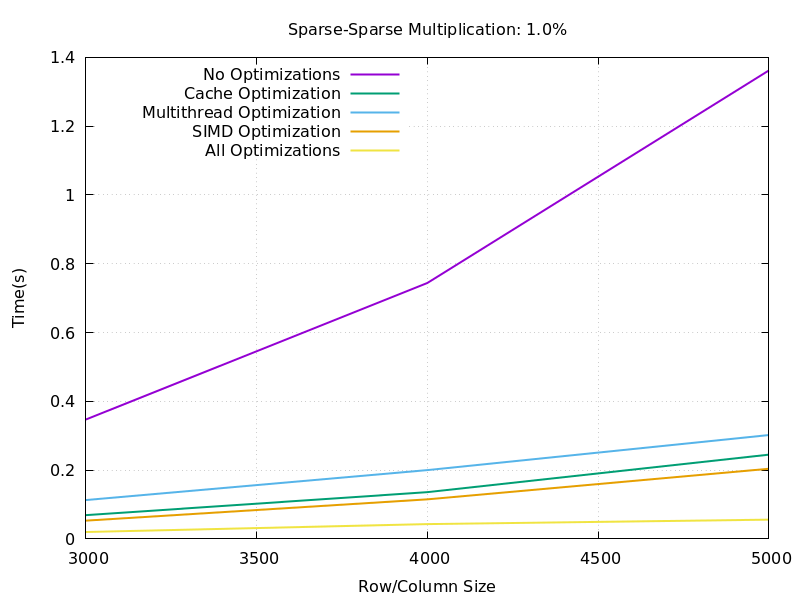 Sparse-Sparse Multiplication: 1.0%
No Optimizations
Cache Optimization
Multithread Optimization
SIMD Optimization
All Optimizations
Time(s)
1.4
1.2
1
0.8
0.6
0.4
0.2
0
3000 3500 4000 4500 5000
Row/Column Size